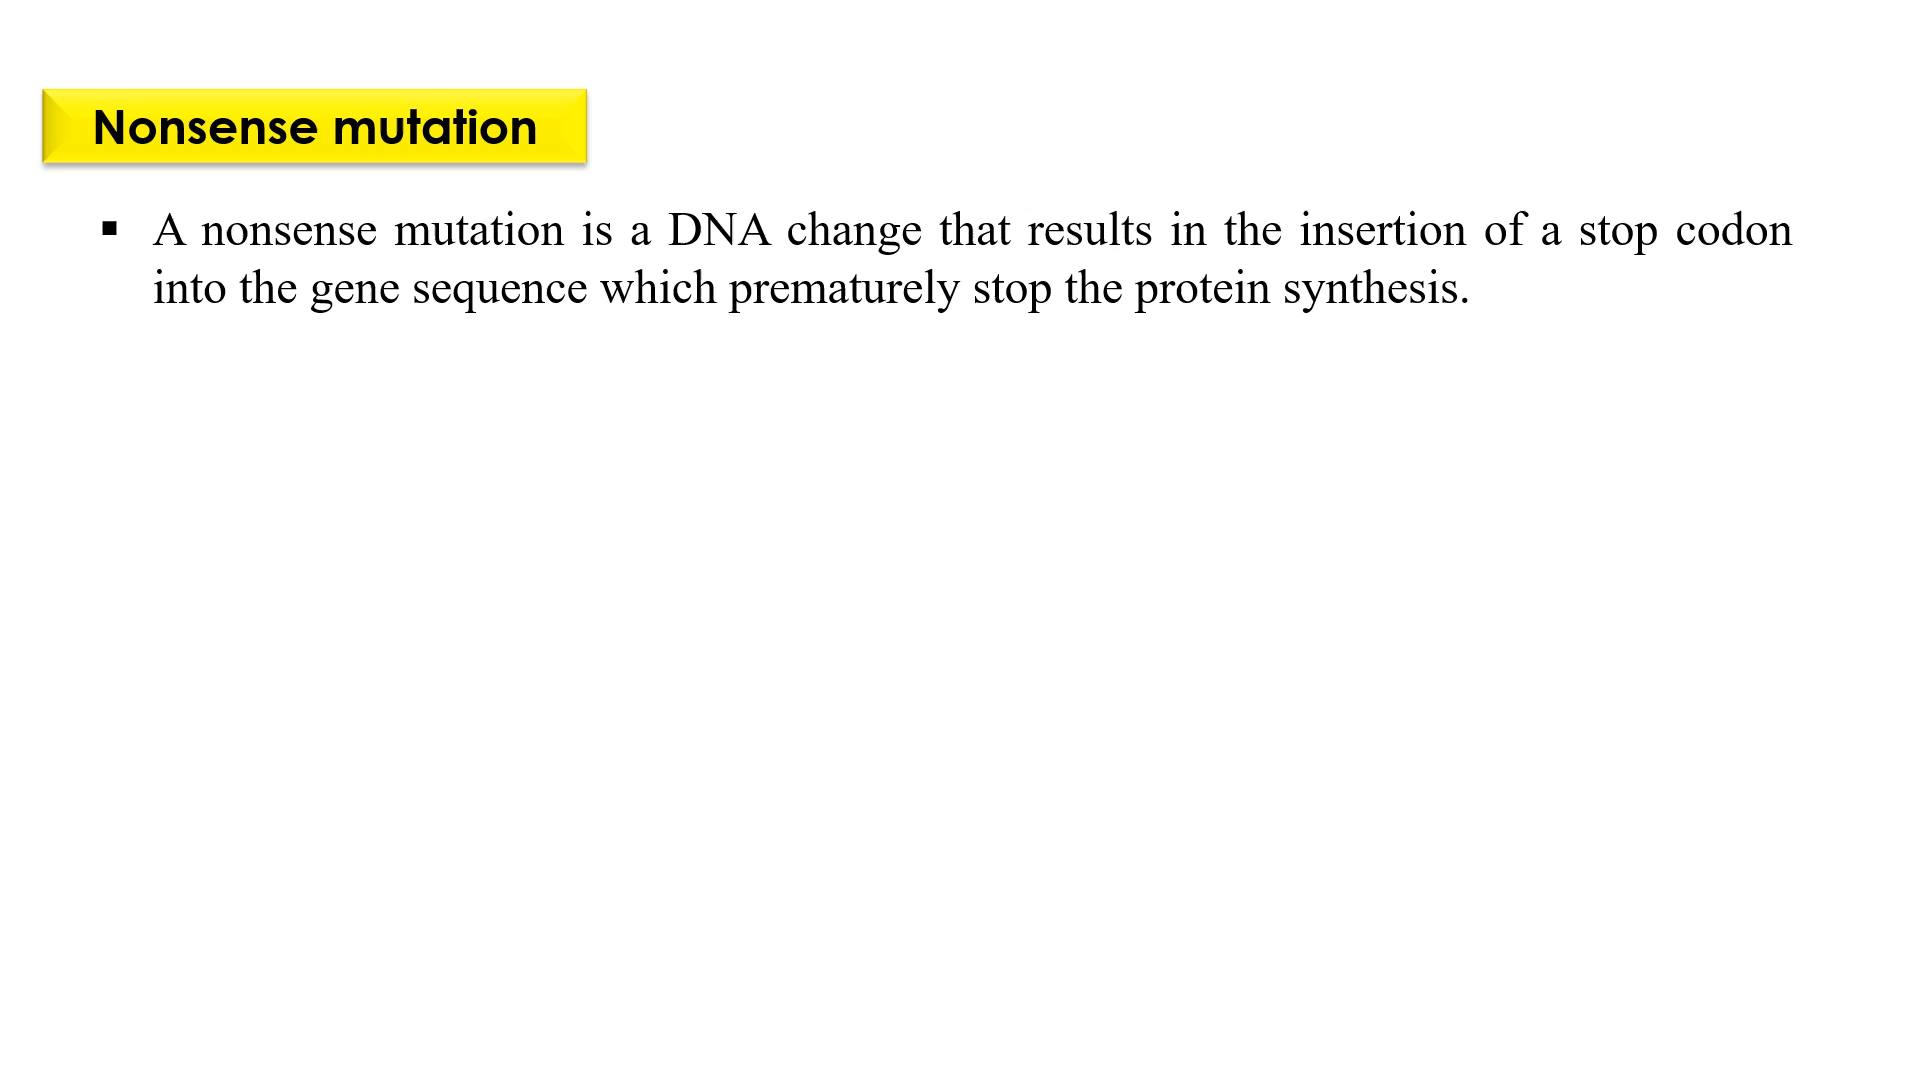 Nonsense mutation
▪ A nonsense mutation is a DNA change that results in the insertion of a stop codon
into the gene sequence which prematurely stop the protein synthesis.